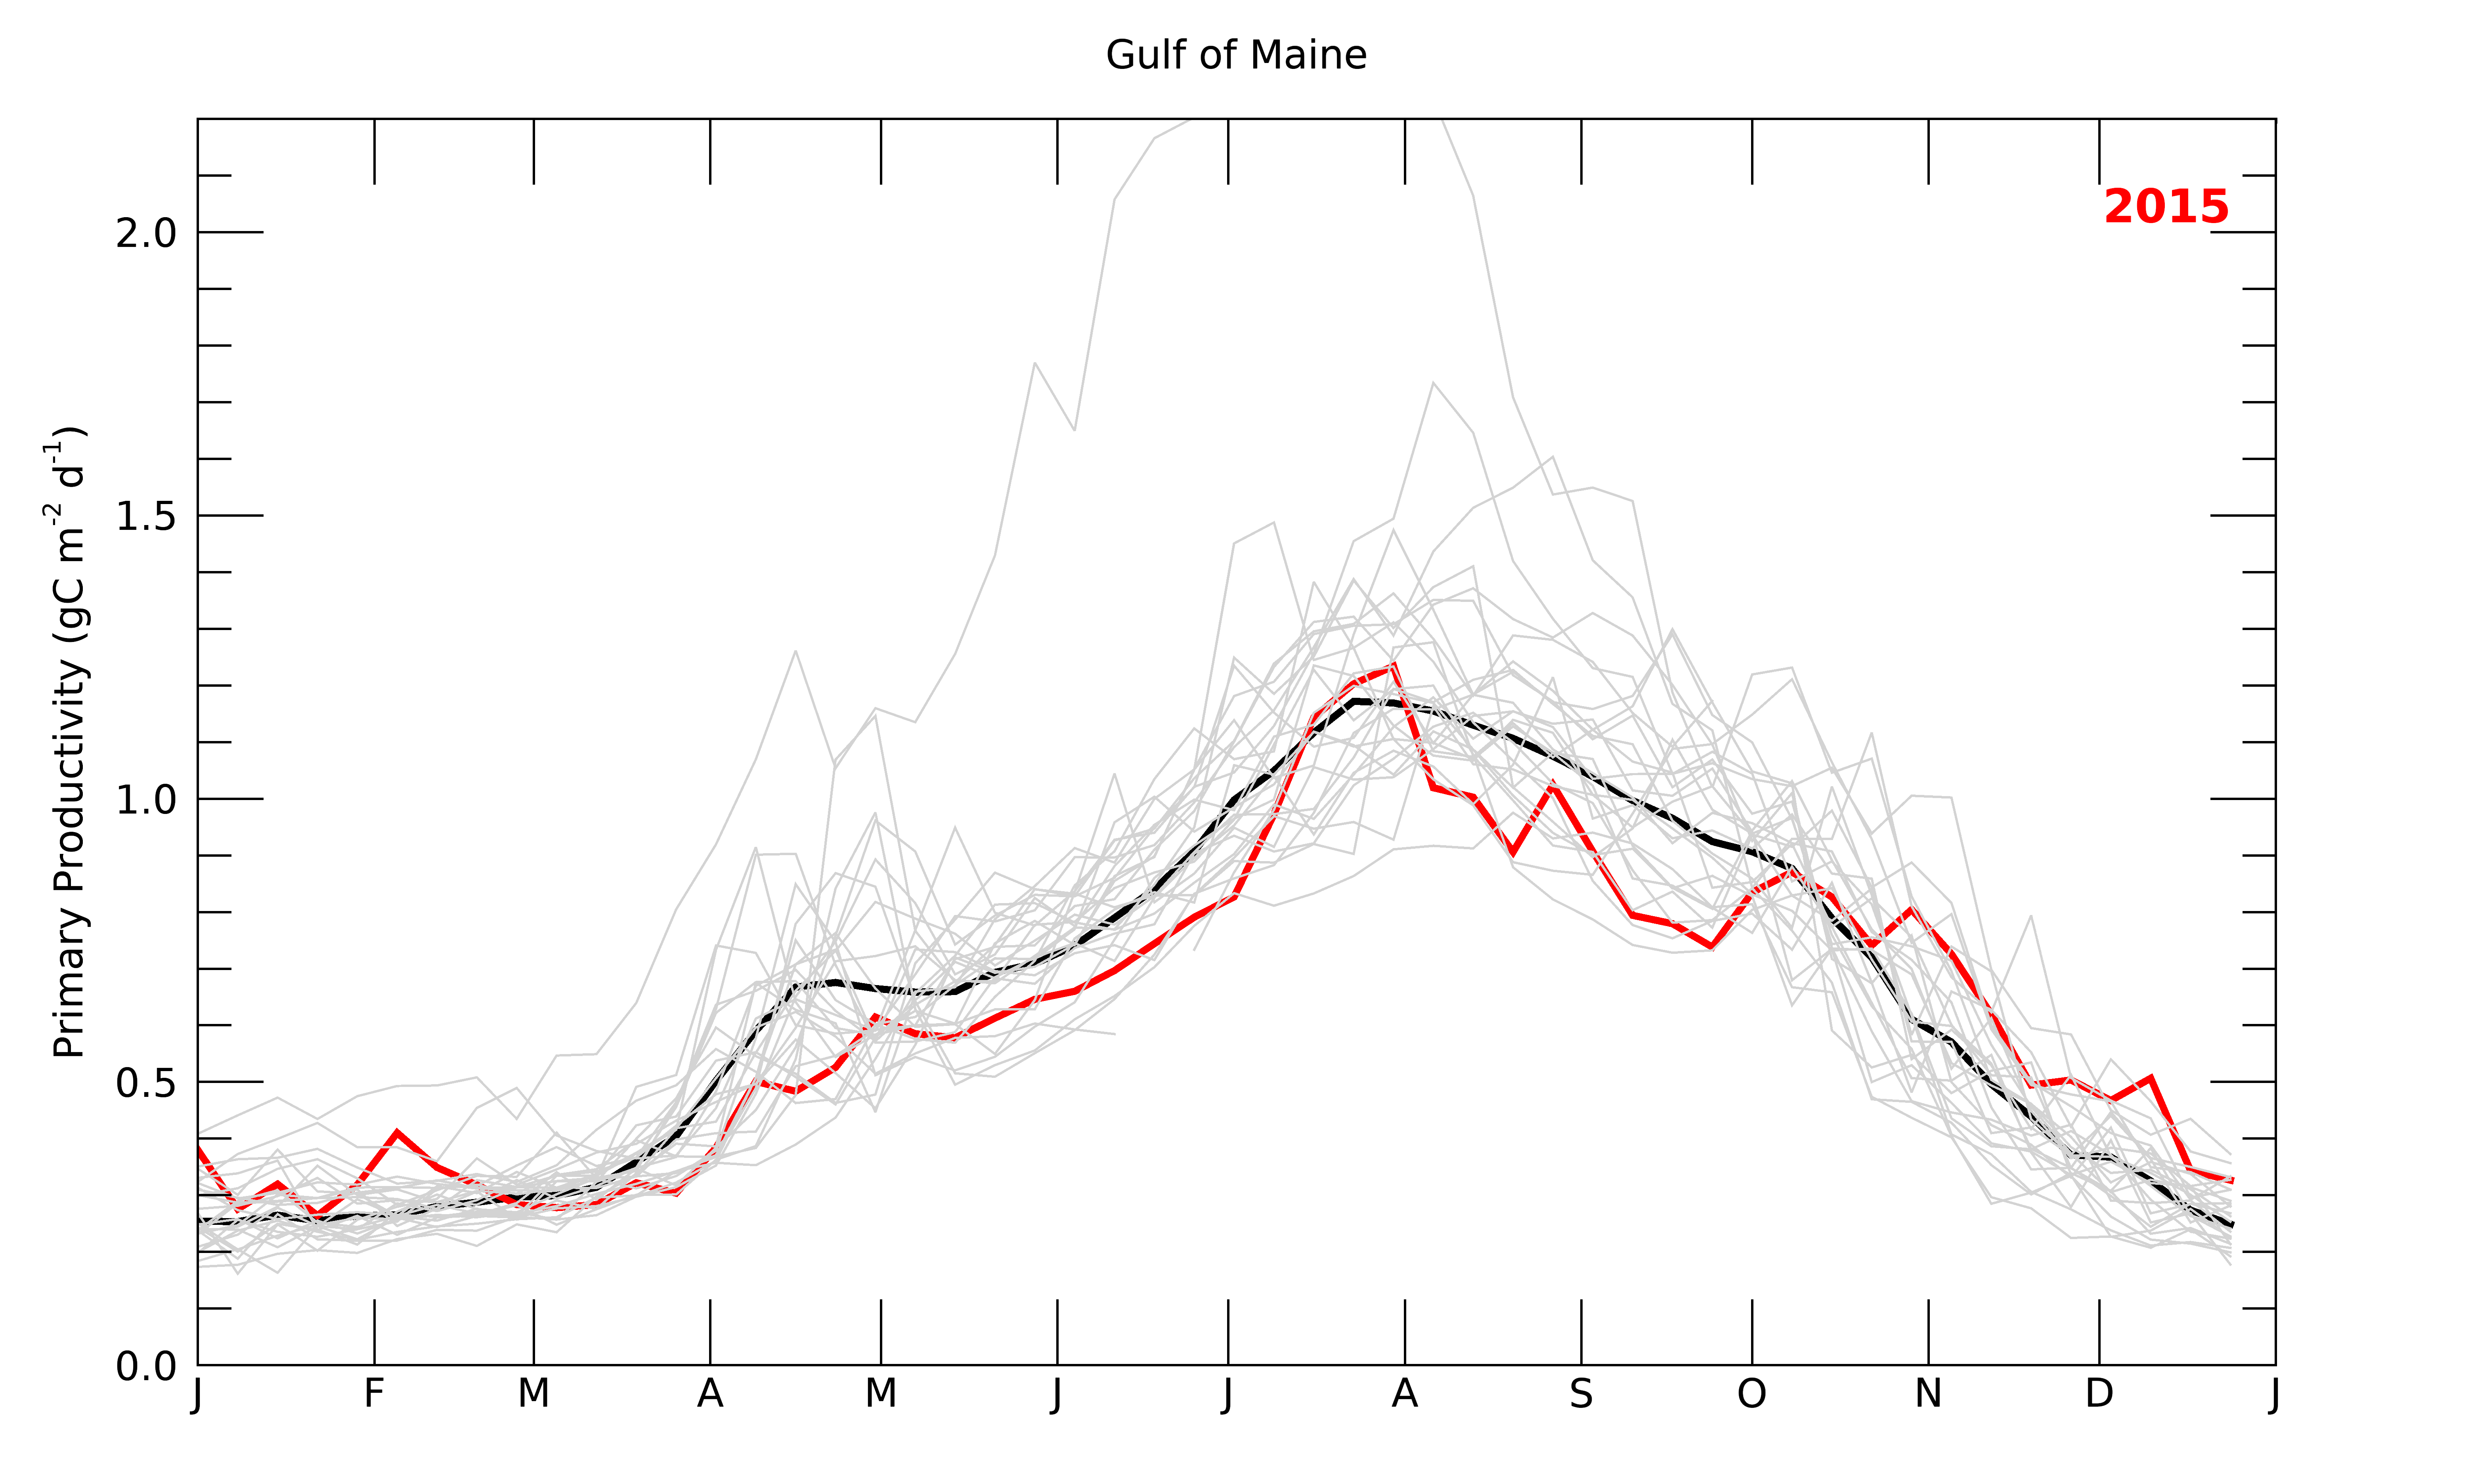 Gulf of Maine
2015
Primary Productivity (gC m⁻² d⁻¹)
2.0
1.5
1.0
0.5
0.0
J F M A M J J A S O N D J